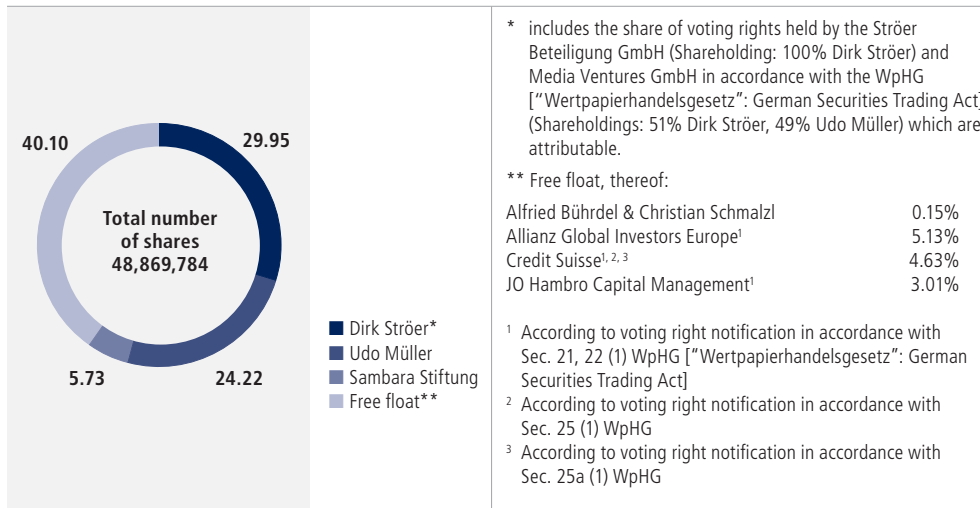 40.10
29.95
Total number
of shares
48,869,784
5.73
24.22
Dirk Ströer*
Udo Müller
Sambara Stiftung
Free float**
* includes the share of voting rights held by the Ströer
Beteiligung GmbH (Shareholding: 100% Dirk Ströer) and
Media Ventures GmbH in accordance with the WpHG
["Wertpapierhandelsgesetz": German Securities Trading Act]
(Shareholdings: 51% Dirk Ströer, 49% Udo Müller) which are
attributable.
** Free float, thereof:
Alfried Bührdel & Christian Schmalzl 0.15%
Allianz Global Investors Europe¹ 5.13%
Credit Suisse¹, ², ³ 4.63%
JO Hambro Capital Management¹ 3.01%
¹ According to voting right notification in accordance with
Sec. 21, 22 (1) WpHG ["Wertpapierhandelsgesetz": German
Securities Trading Act]
² According to voting right notification in accordance with
Sec. 25 (1) WpHG
³ According to voting right notification in accordance with
Sec. 25a (1) WpHG